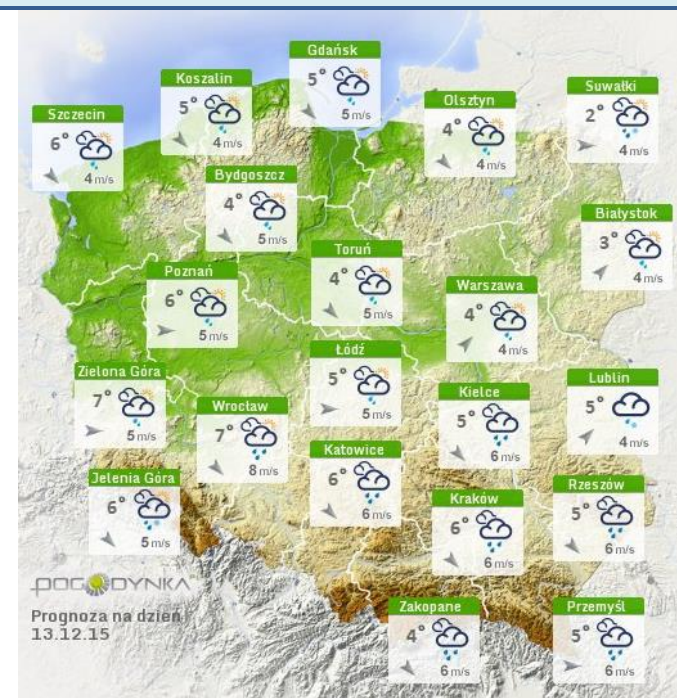 Gdańsk
5°
5 m/s
Koszalin
5°
4 m/s
Suwałki
2°
4 m/s
Olsztyn
4°
4 m/s
Szczecin
6°
4 m/s
Bydgoszcz
4°
5 m/s
Białystok
3°
4 m/s
Toruń
4°
5 m/s
Poznań
6°
5 m/s
Warszawa
4°
4 m/s
Łódź
5°
5 m/s
Zielona Góra
7°
5 m/s
Lublin
5°
4 m/s
Kielce
5°
6 m/s
Wrocław
7°
8 m/s
Katowice
6°
6 m/s
Jelenia Góra
6°
5 m/s
Rzeszów
5°
6 m/s
Kraków
6°
6 m/s
POGODYNKA
Prognoza na dzień
13.12.15
Zakopane
4°
6 m/s
Przemyśl
5°
6 m/s